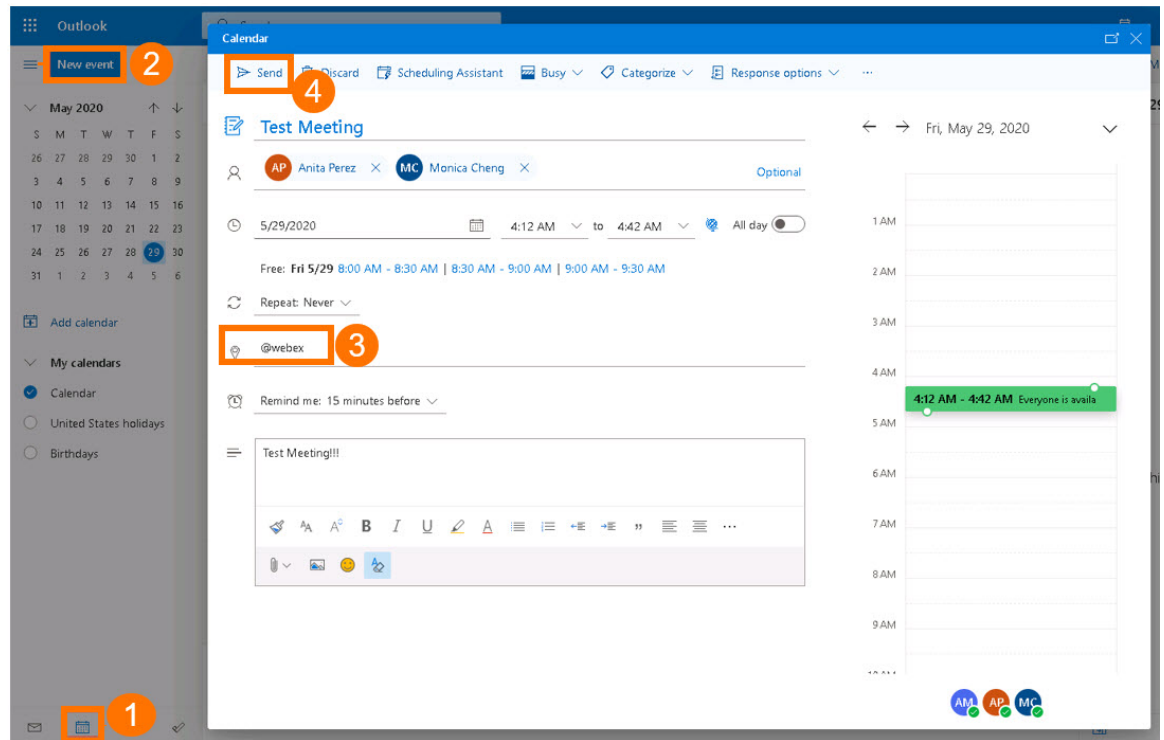 Outlook
Calendar
New event
2
Send Discard Scheduling Assistant Busy Categorize Response options ...
4
May 2020
S M T W T F S
26 27 28 29 30 1 2
3 4 5 6 7 8 9
10 11 12 13 14 15 16
17 18 19 20 21 22 23
24 25 26 27 28 29 30
31 1 2 3 4 5 6
Add calendar
My calendars
Calendar
United States holidays
Birthdays
1
Test Meeting
AP Anita Perez MC Monica Cheng Optional
5/29/2020 4:12 AM to 4:42 AM All day
Free: Fri 5/29 8:00 AM - 8:30 AM | 8:30 AM - 9:00 AM | 9:00 AM - 9:30 AM
Repeat: Never
@webex
3
Remind me: 15 minutes before
Test Meeting!!!
B I U A
Fri, May 29, 2020
1 AM
2 AM
3 AM
4 AM
4:12 AM - 4:42 AM Everyone is availa
5 AM
6 AM
7 AM
8 AM
9 AM
AM AP MC